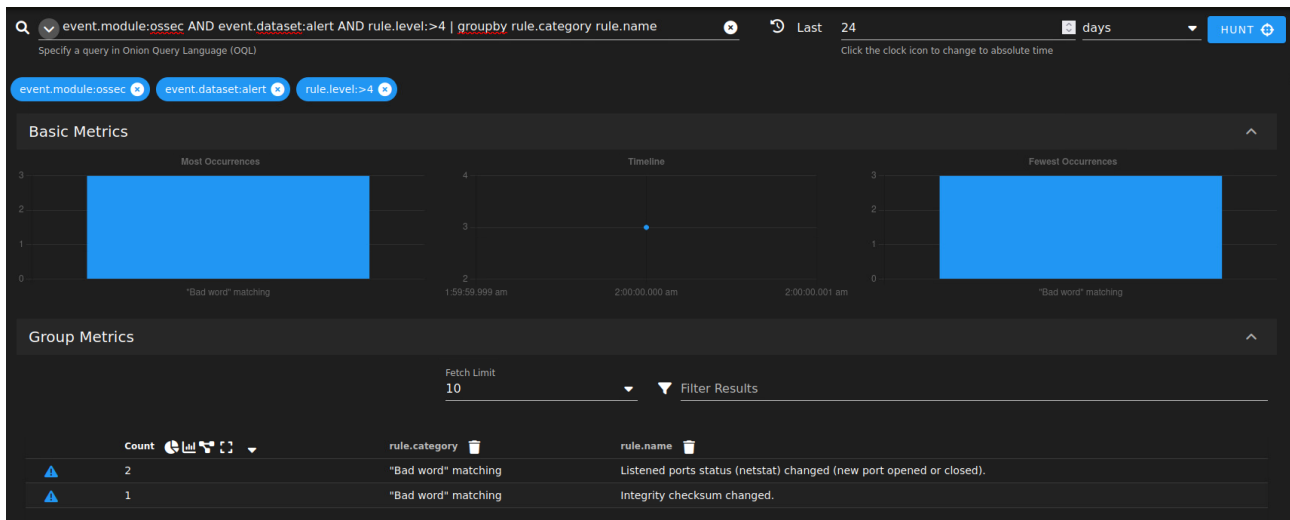 event.module:ossec AND event.dataset:alert AND rule.level:>4 | groupby rule.category rule.name
Last 24 days HUNT
Specify a query in Onion Query Language (OQL)
Click the clock icon to change to absolute time
event.module:ossec event.dataset:alert rule.level:>4
Basic Metrics
Most Occurrences
3
2
1
0
"Bad word" matching
Timeline
4
3
2
1:59:59.999 am 2:00:00.000 am 2:00:00.001 am
Fewest Occurrences
3
2
1
0
"Bad word" matching
Group Metrics
Fetch Limit
10 Filter Results
Count rule.category rule.name
2 "Bad word" matching Listened ports status (netstat) changed (new port opened or closed).
1 "Bad word" matching Integrity checksum changed.